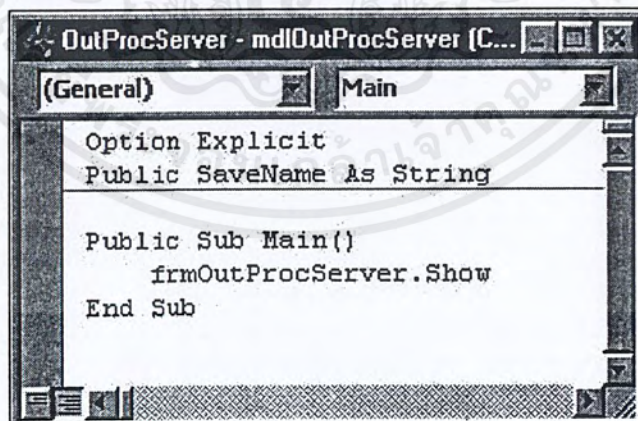 OutProcServer - mdlOutProcServer (C...
(General) Main
Option Explicit
Public SaveName As String
Public Sub Main()
frmOutProcServer.Show
End Sub